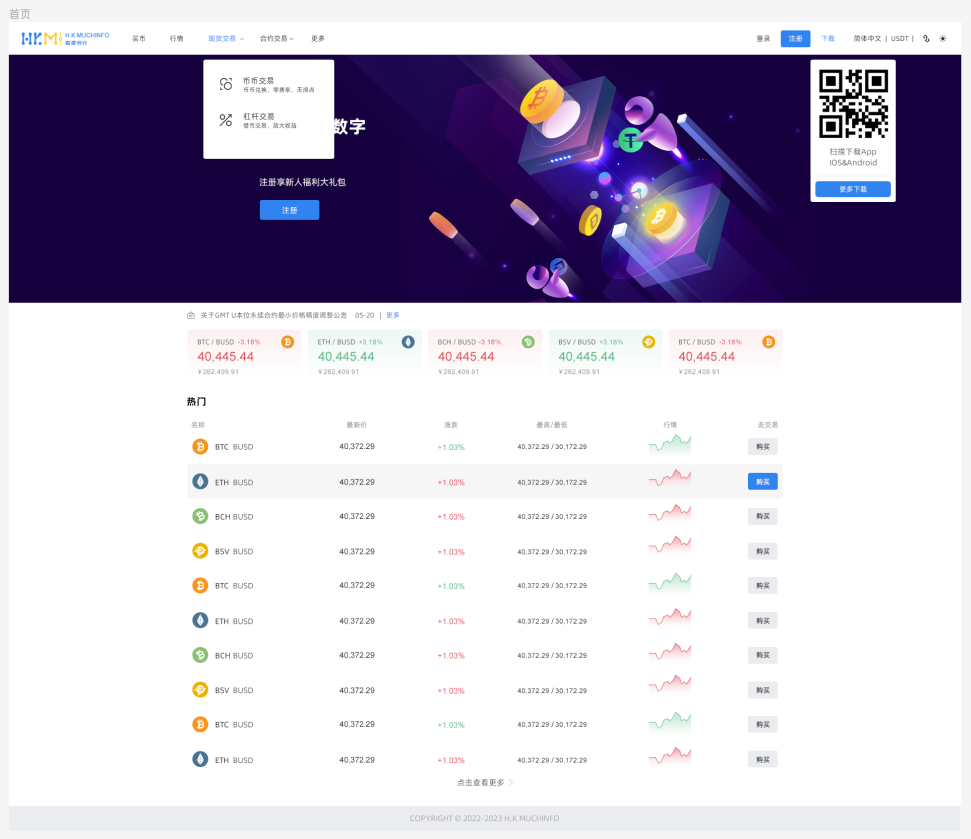 首页
H.K MUCHINFO
买币 行情 现货交易 合约交易 更多 登录 注册 下载 简体中文 | USDT |
币币交易
币币兑换，零费率，无滑点
杠杆交易
借币交易，放大收益
数字
注册享新人福利大礼包
注册
扫描下载App
IOS&Android
更多下载
关于GMT U本位永续合约最小价格精度调整公告 05-20 | 更多
BTC / BUSD -3.18% ETH / BUSD +3.18% BCH / BUSD -3.18% BSV / BUSD +3.18% BTC / BUSD -3.18%
40,445.44 40,445.44 40,445.44 40,445.44 40,445.44
¥262,409.91 ¥262,409.91 ¥262,409.91 ¥262,409.91 ¥262,409.91
热门
名称 最新价 涨跌 最高/最低 行情 去交易
BTC BUSD 40,372.29 +1.03% 40,372.29 / 30,172.29 购买
ETH BUSD 40,372.29 +1.03% 40,372.29 / 30,172.29 购买
BCH BUSD 40,372.29 +1.03% 40,372.29 / 30,172.29 购买
BSV BUSD 40,372.29 +1.03% 40,372.29 / 30,172.29 购买
BTC BUSD 40,372.29 +1.03% 40,372.29 / 30,172.29 购买
ETH BUSD 40,372.29 +1.03% 40,372.29 / 30,172.29 购买
BCH BUSD 40,372.29 +1.03% 40,372.29 / 30,172.29 购买
BSV BUSD 40,372.29 +1.03% 40,372.29 / 30,172.29 购买
BTC BUSD 40,372.29 +1.03% 40,372.29 / 30,172.29 购买
ETH BUSD 40,372.29 +1.03% 40,372.29 / 30,172.29 购买
点击查看更多
COPYRIGHT © 2022-2023 H.K MUCHINFO